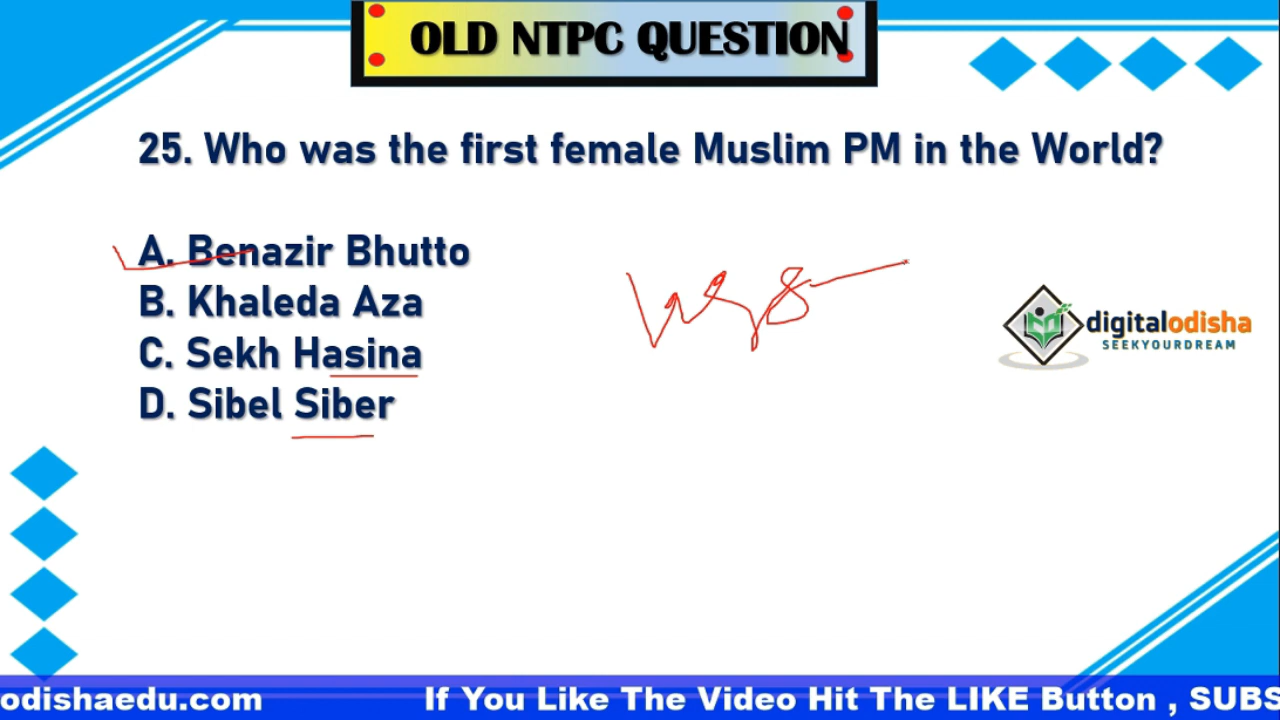 OLD NTPC QUESTION
25. Who was the first female Muslim PM in the World?
A. Benazir Bhutto
B. Khaleda Aza
C. Sekh Hasina
D. Sibel Siber
digitalodisha
SEEKYOURDREAM
odishaedu.com If You Like The Video Hit The LIKE Button , SUBS